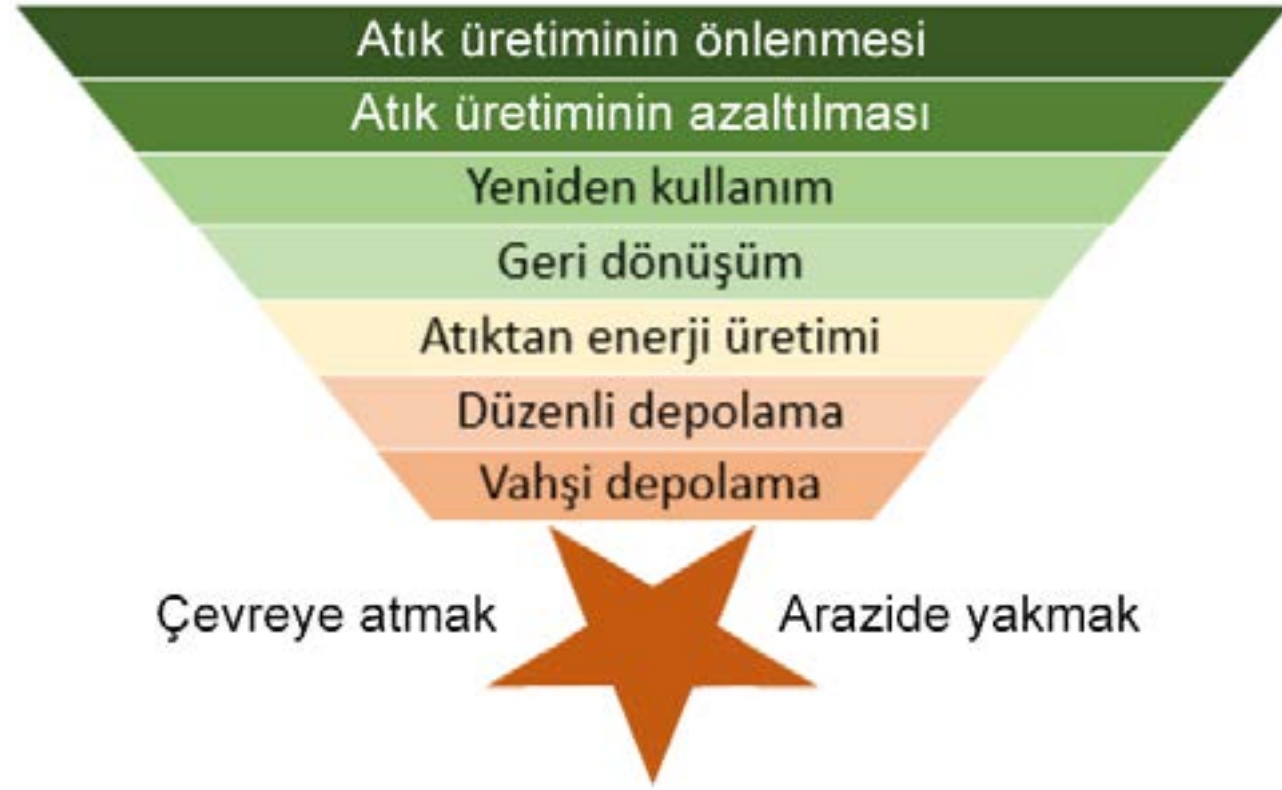 Atık üretiminin önlenmesi
Atık üretiminin azaltılması
Yeniden kullanım
Geri dönüşüm
Atıktan enerji üretimi
Düzenli depolama
Vahşi depolama
Çevreye atmak
Arazide yakmak